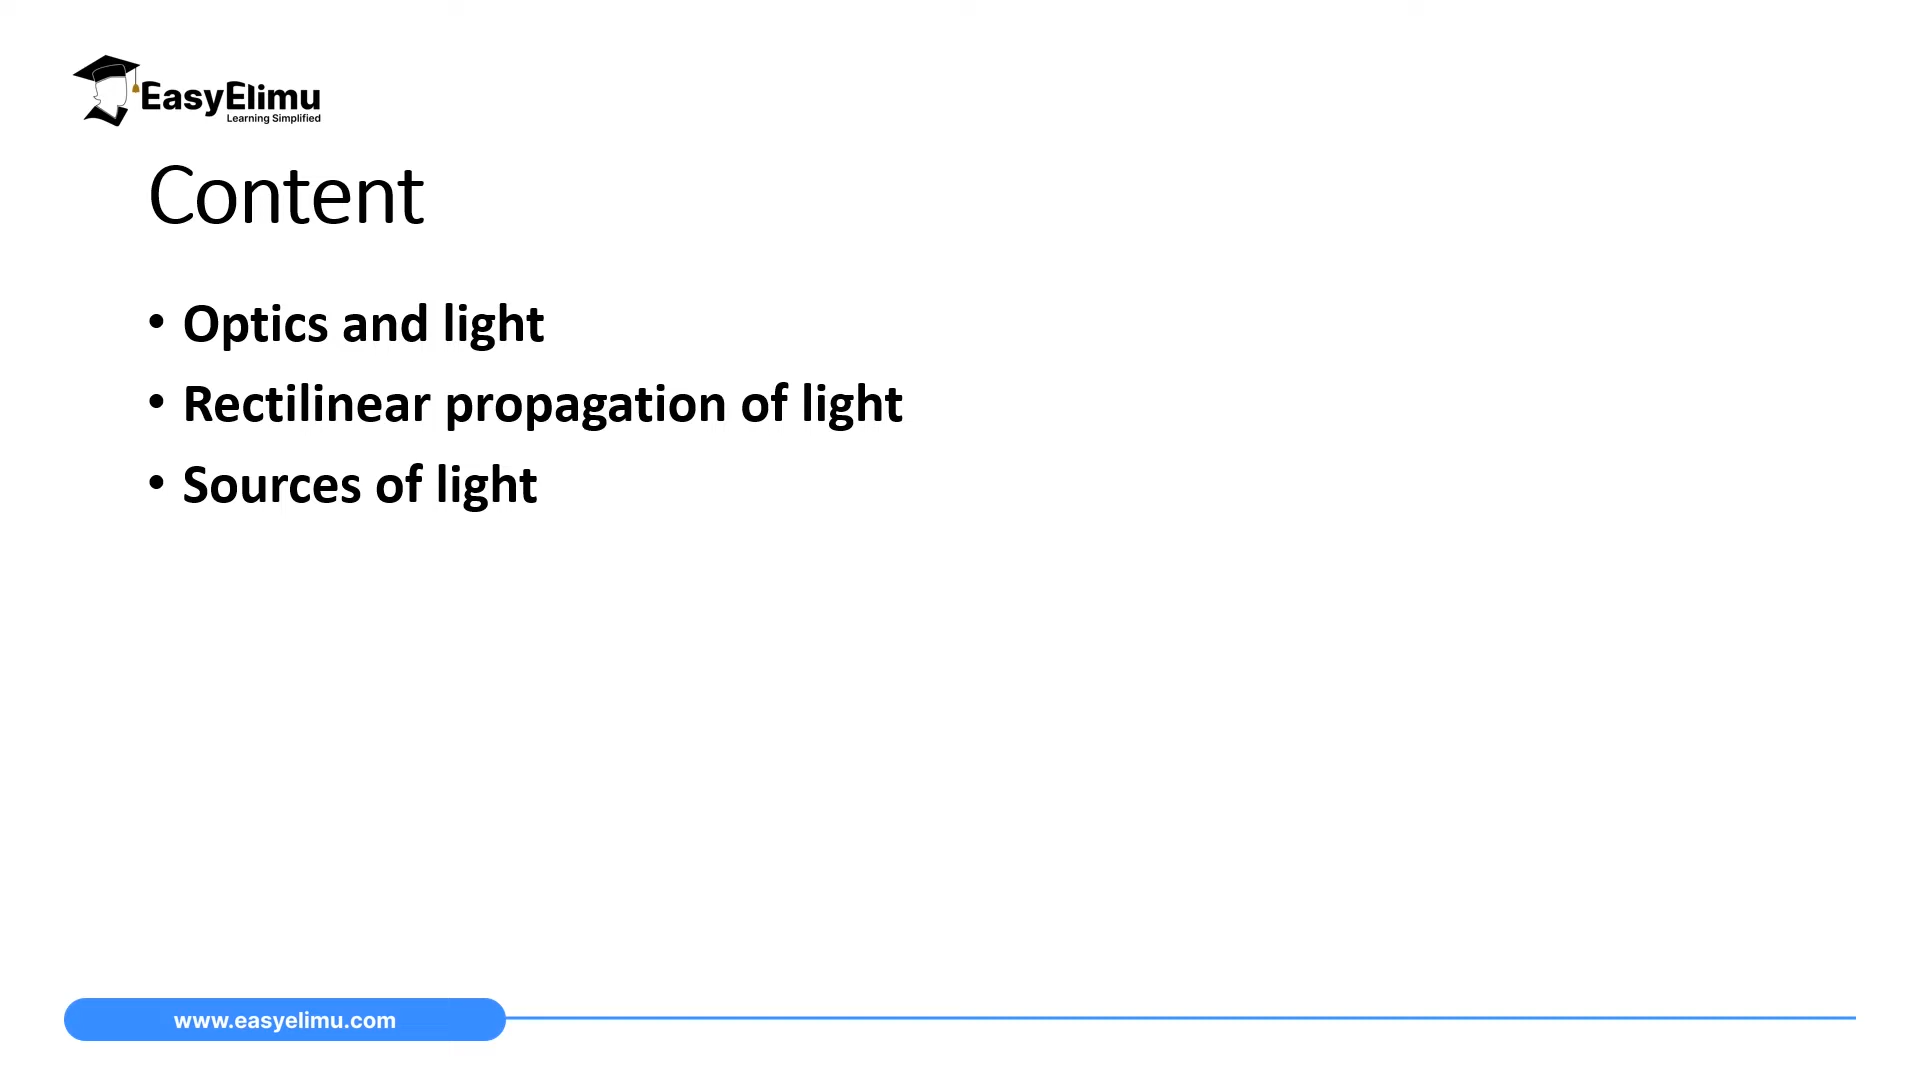 EasyElimu
Learning Simplified
Content
• Optics and light
• Rectilinear propagation of light
• Sources of light
www.easyelimu.com